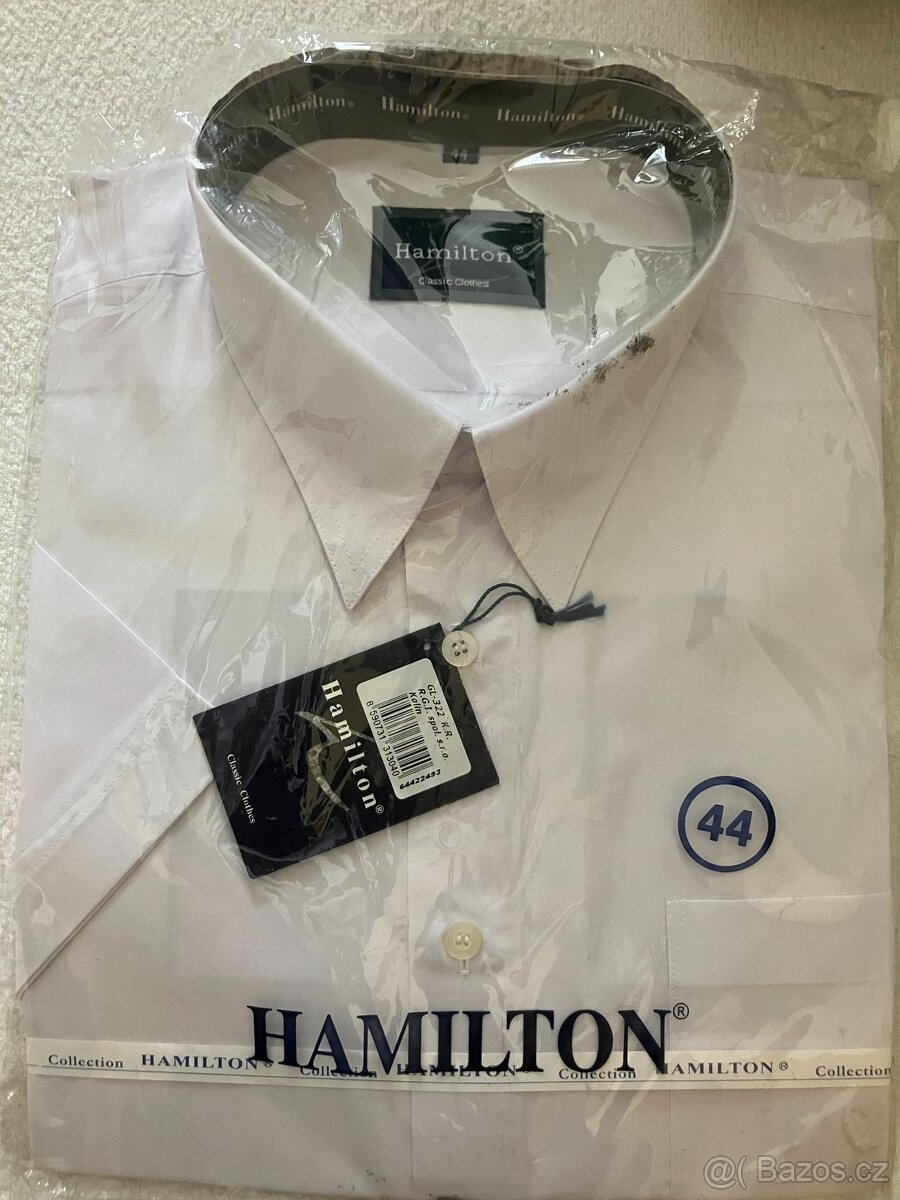 Hamilton® Hamilton® Hamilton® Hamilton
44
Hamilton®
Classic Clothes
GL-322 K.R.
R.G.I. spol. s.r.o.
Kolín
8 590731 313040
64422493
Hamilton®
Classic Clothes
44
HAMILTON®
Collection HAMILTON® Collection HAMILTON Collection HAMILTON® Collection
@( Bazos.cz